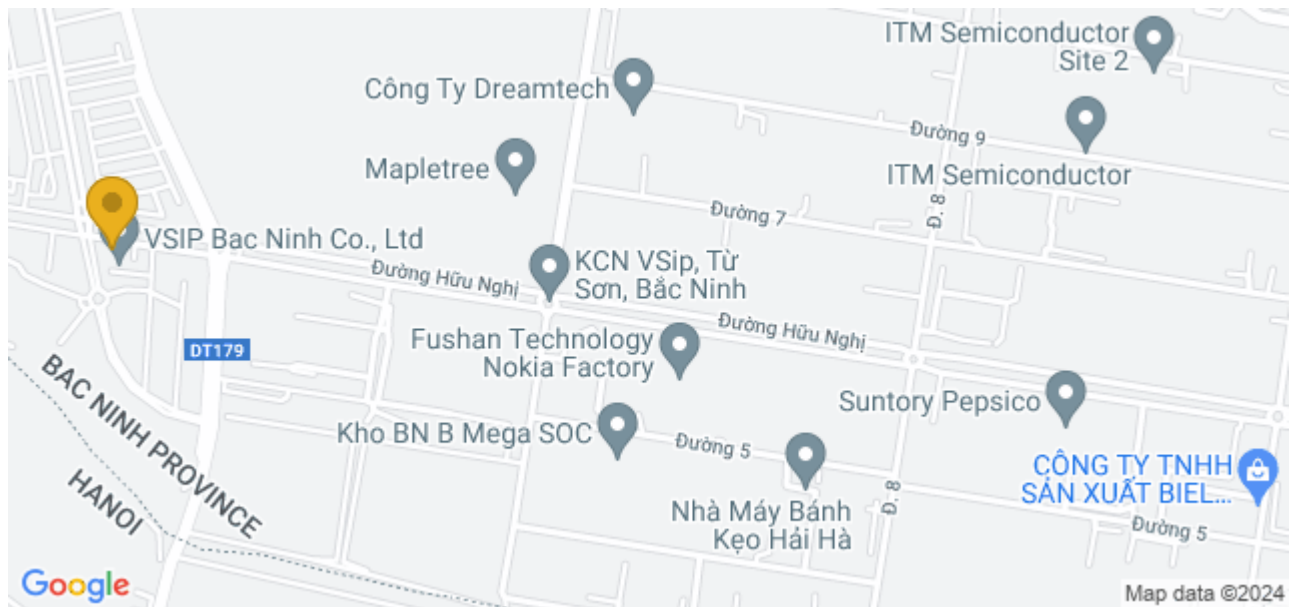 ITM Semiconductor
Site 2
Công Ty Dreamtech
Đường 9
Mapletree
ITM Semiconductor
Đường 7
Đ. 8
VSIP Bac Ninh Co., Ltd
KCN VSip, Từ
Sơn, Bắc Ninh
Đường Hữu Nghị
Đường Hữu Nghị
Fushan Technology
Nokia Factory
DT179
BAC NINH PROVINCE
HANOI
Suntory Pepsico
Kho BN B Mega SOC
Đường 5
CÔNG TY TNHH
SẢN XUẤT BIEL...
Đ. 8
Nhà Máy Bánh
Kẹo Hải Hà
Đường 5
Google
Map data ©2024